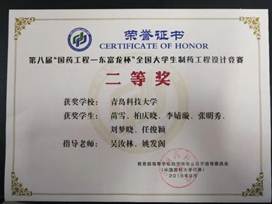 荣誉证书
CERTIFICATE OF HONOR
第八届“国药工程—东富龙杯”全国大学生制药工程设计竞赛
二等奖
获奖学校： 青岛科技大学
获奖学生： 苗雪、柏庆晓、李婧璇、张明秀、
刘梦晓、任俊颖
指导老师： 吴汝林、姚发阁